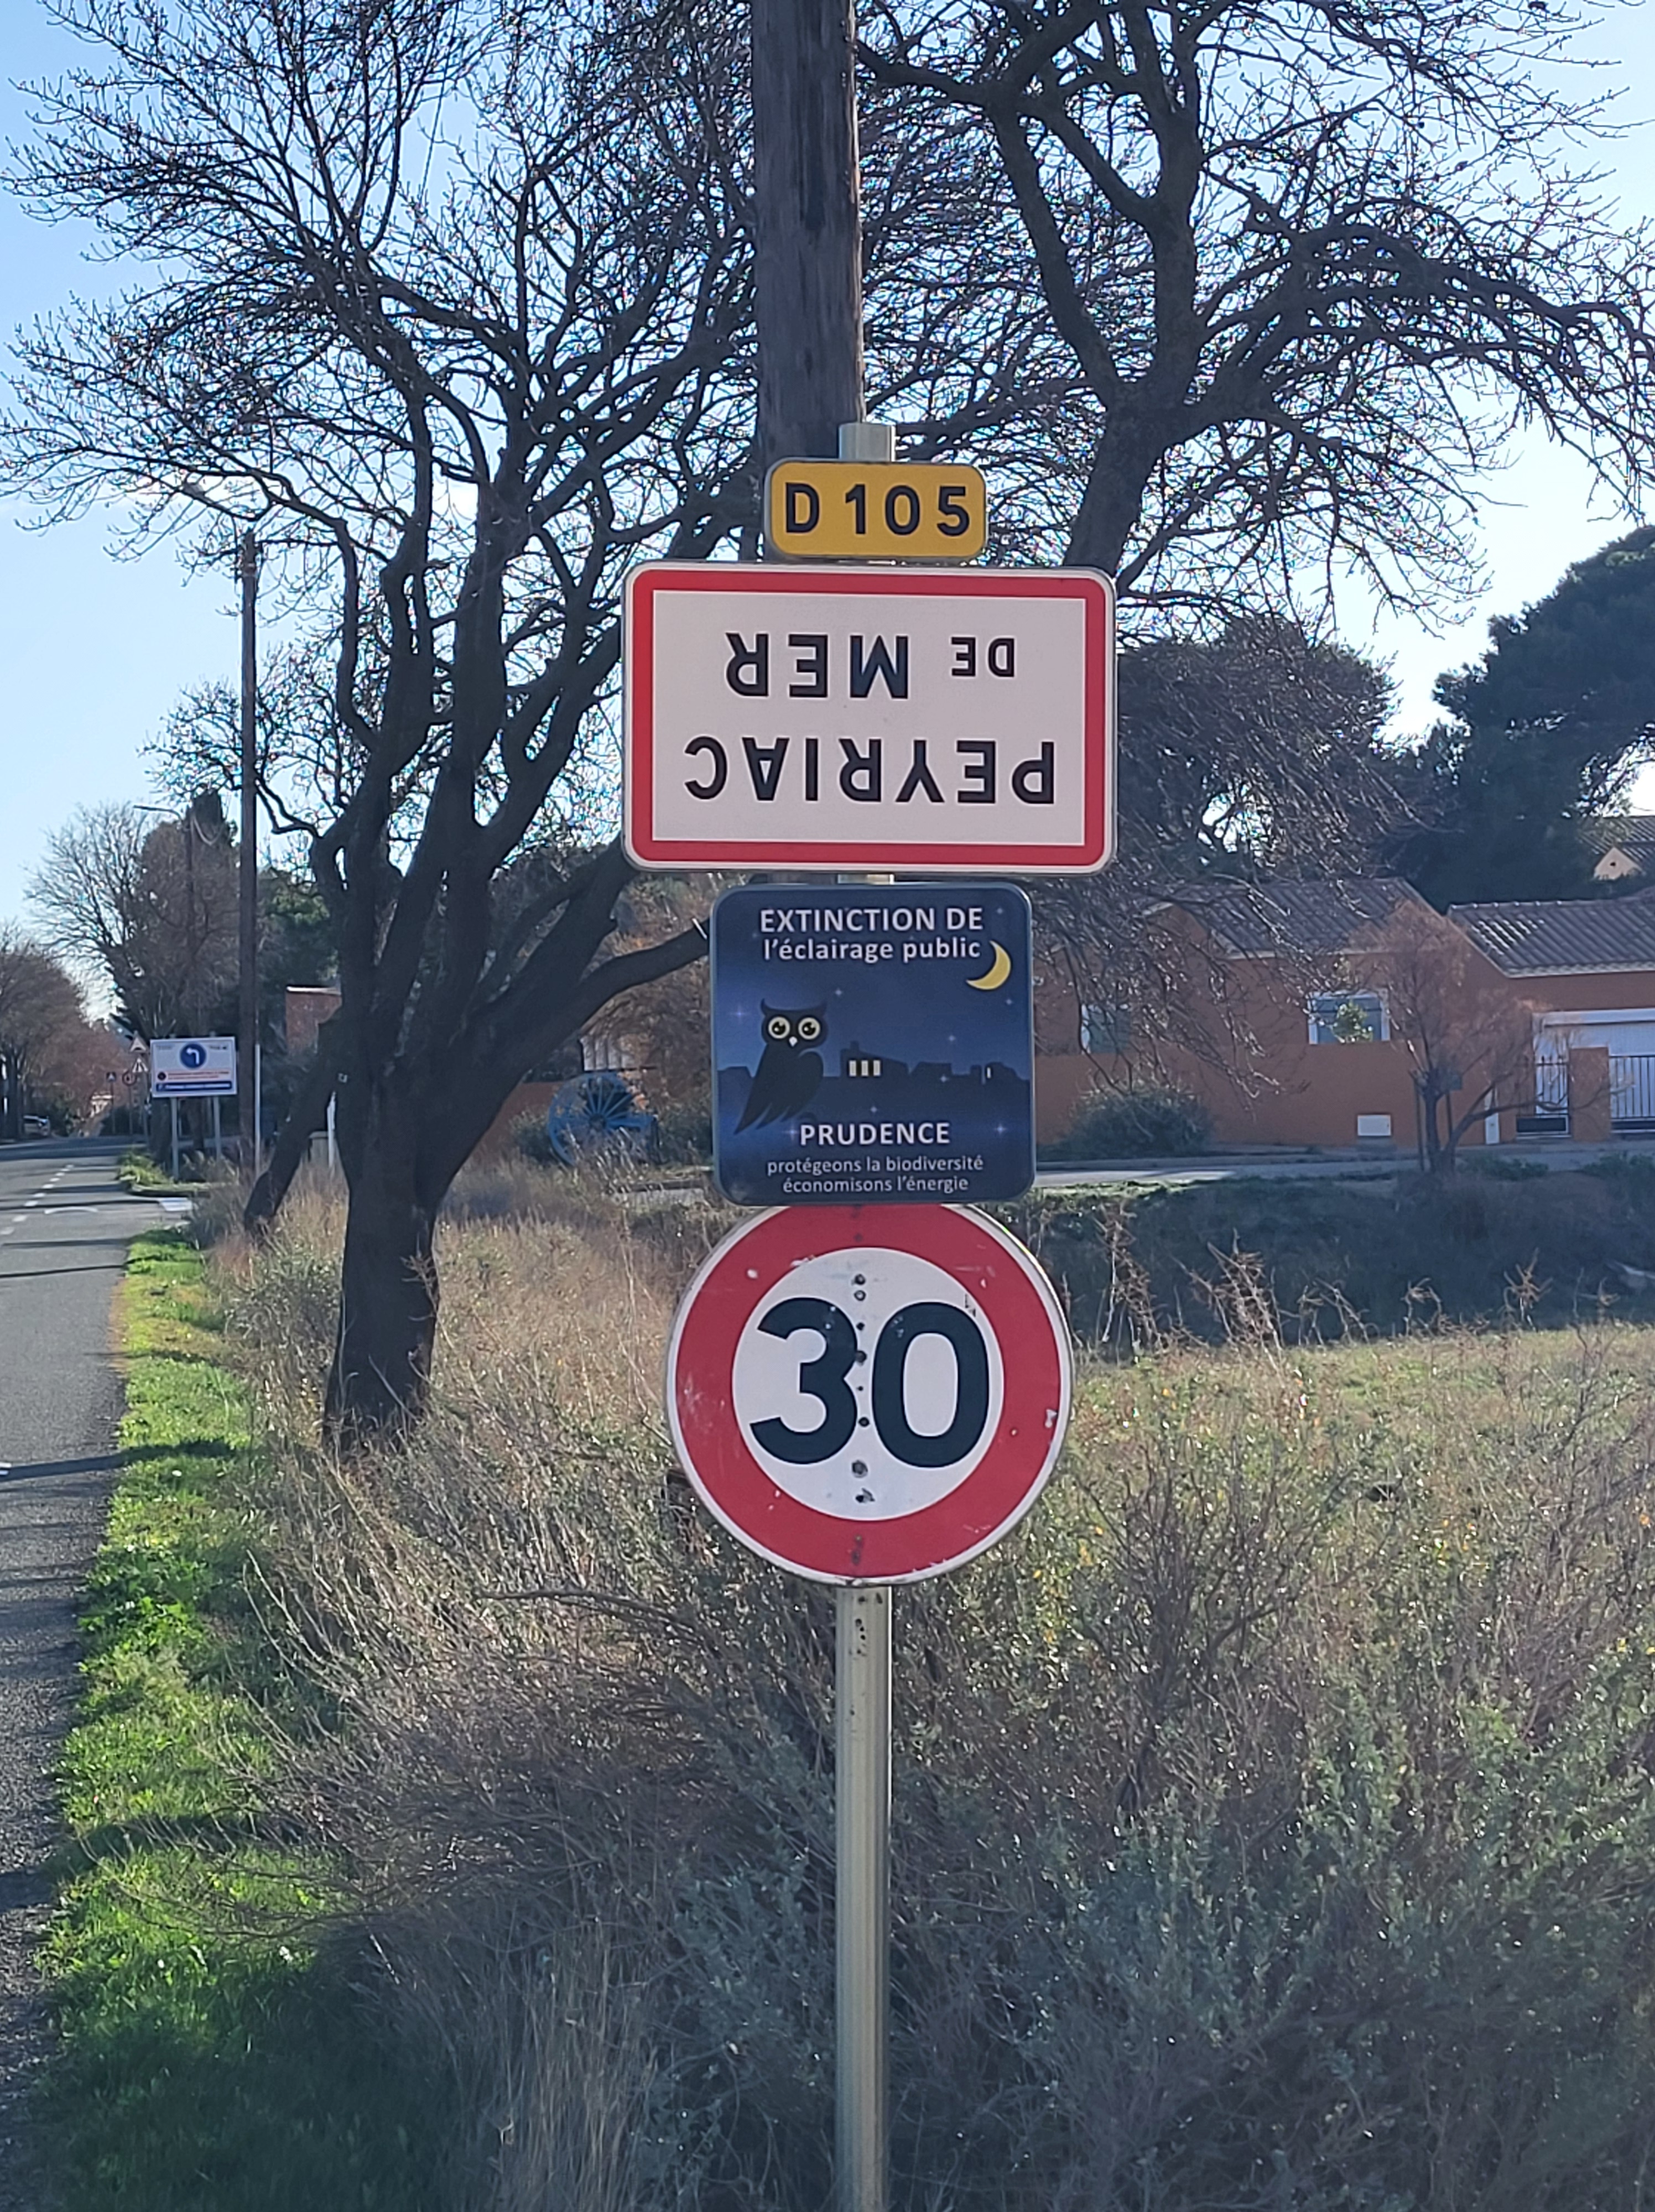 D 105
PEYRIAC
DE MER
EXTINCTION DE
l'éclairage public
PRUDENCE
protégeons la biodiversité
économisons l'énergie
30